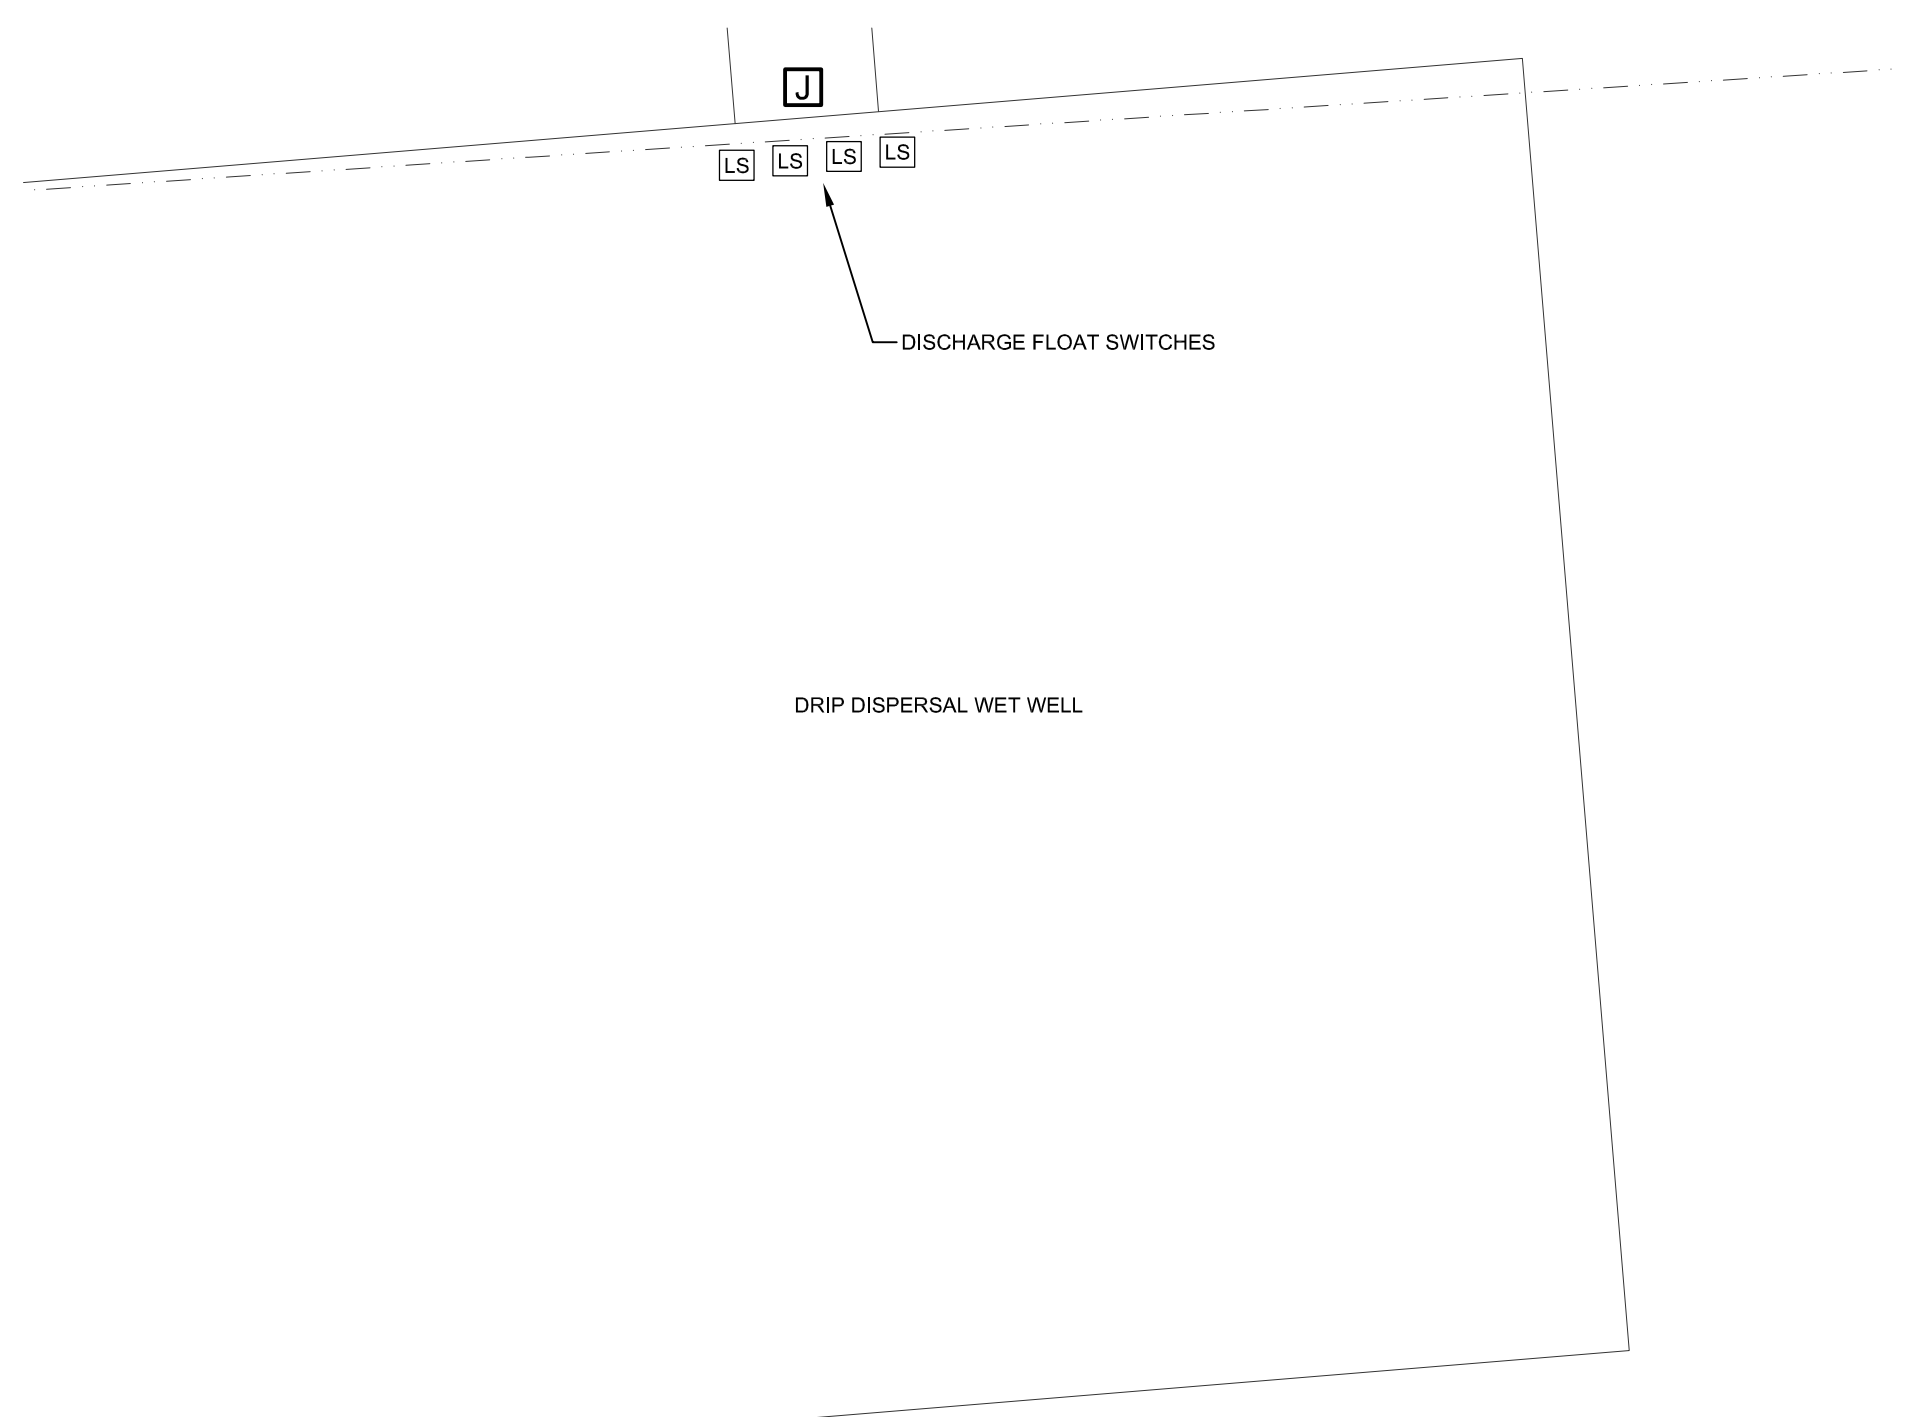 J
LS LS LS LS
DISCHARGE FLOAT SWITCHES
DRIP DISPERSAL WET WELL